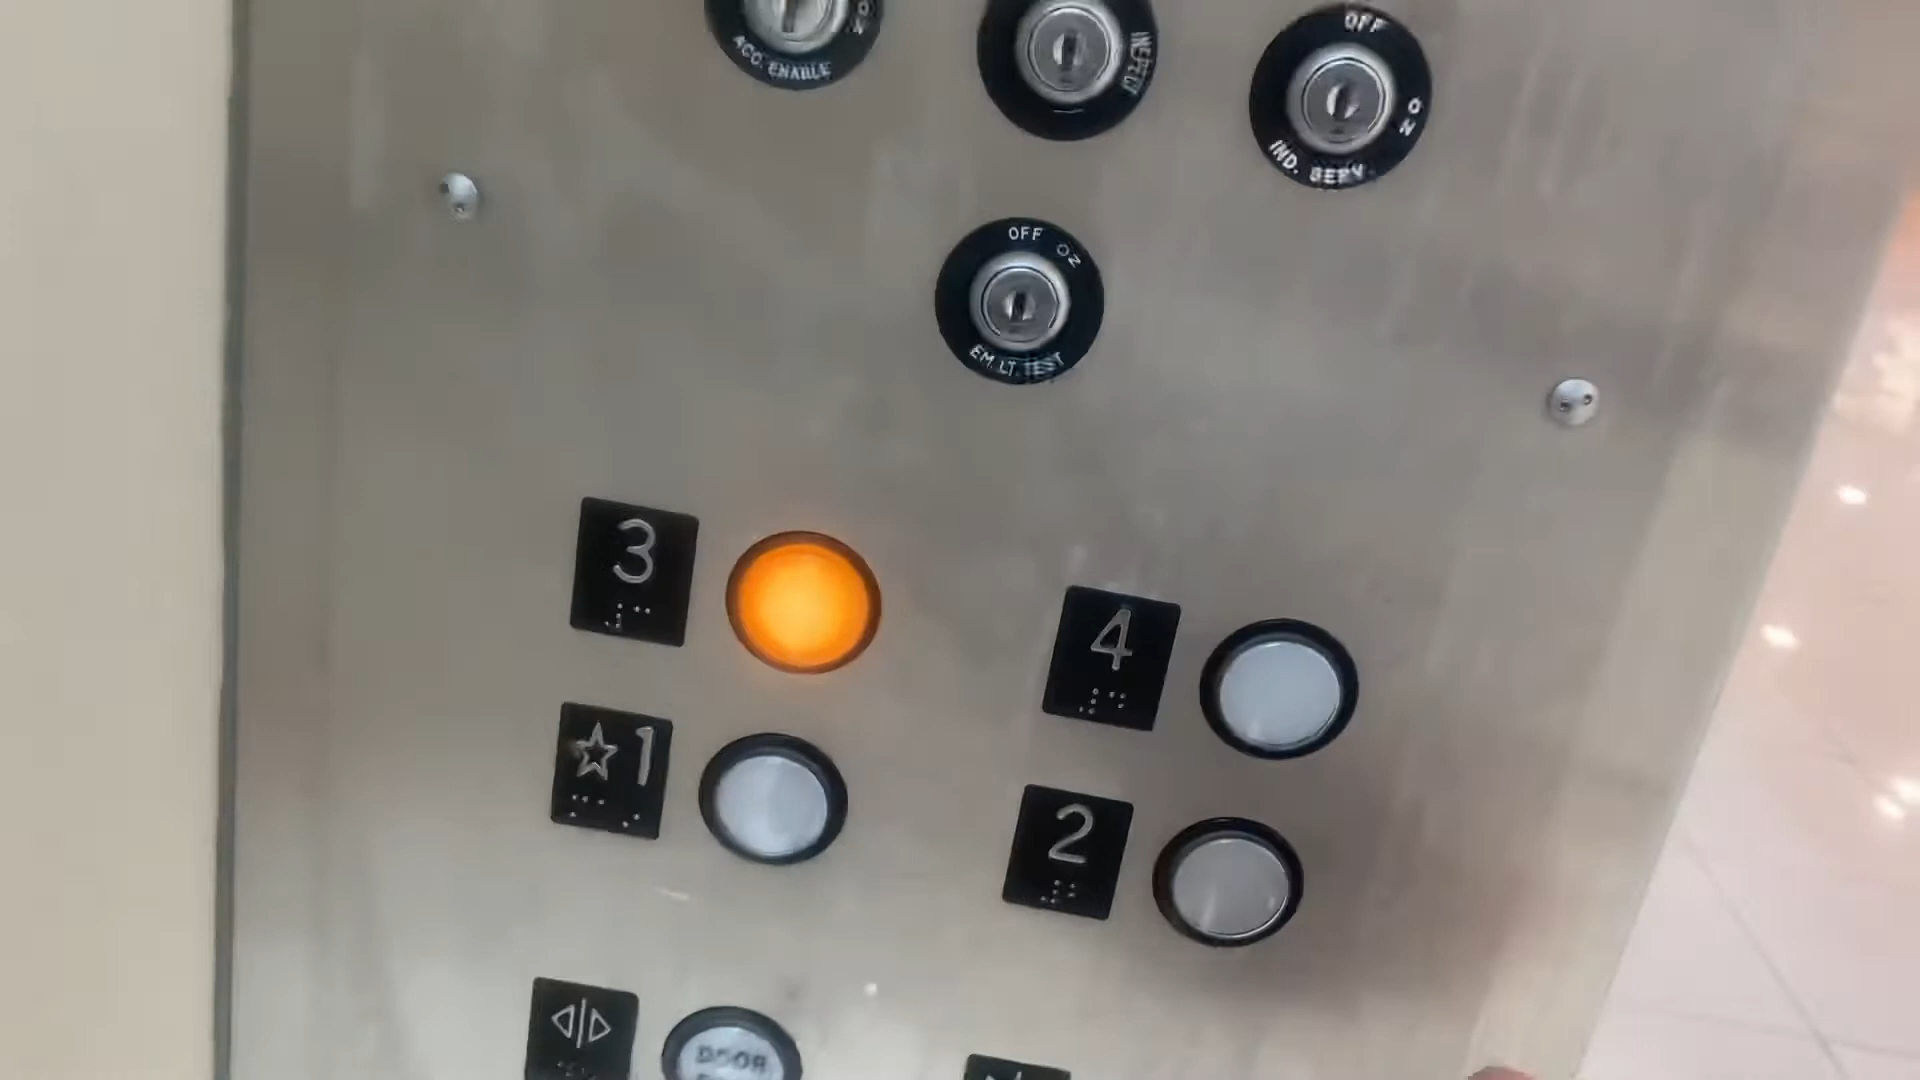 ACC. ENABLE
INSPECT
OFF
ON
IND. SERV.
OFF ON
EM. LT. TEST
3
4
☆1
2
DOOR